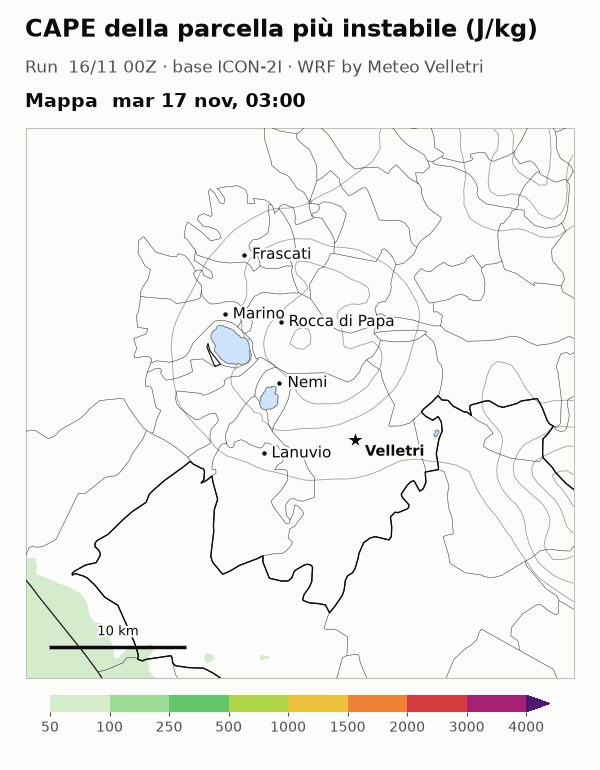 CAPE della parcella più instabile (J/kg)
Run 16/11 00Z · base ICON-2I · WRF by Meteo Velletri
Mappa mar 17 nov, 03:00
Frascati
Marino
Rocca di Papa
Nemi
Velletri
Lanuvio
10 km
50 100 250 500 1000 1500 2000 3000 4000